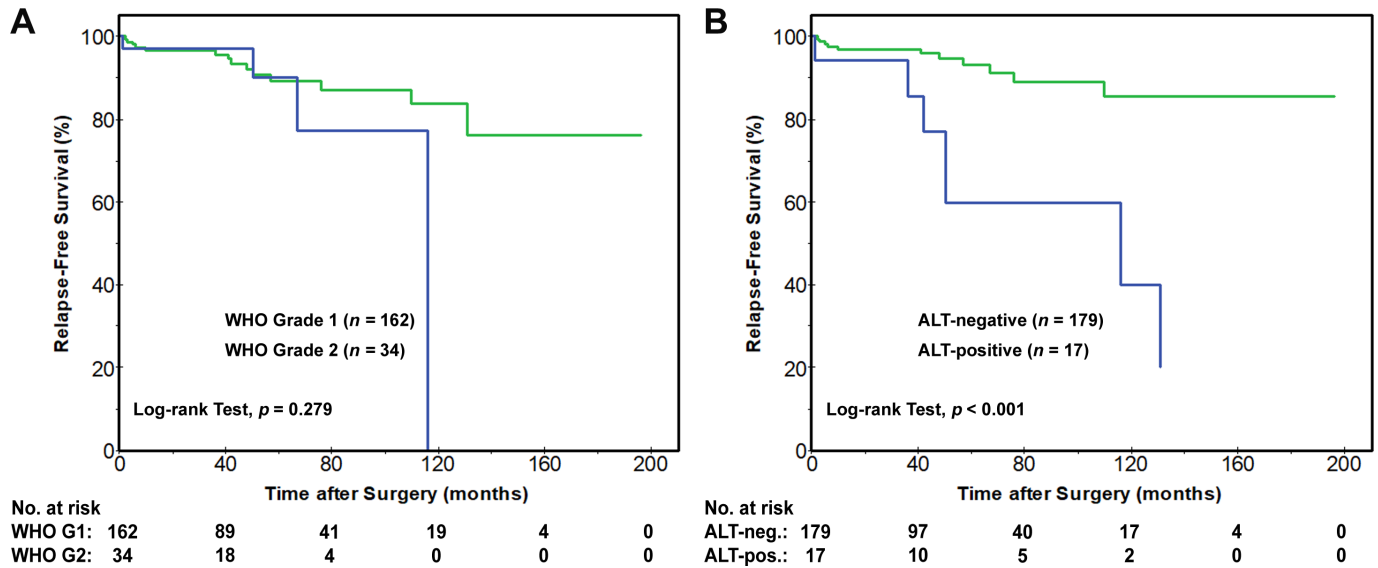 A
100
80
60
40
20
0
Relapse-Free Survival (%)
WHO Grade 1 (n = 162)
WHO Grade 2 (n = 34)
Log-rank Test, p = 0.279
0 40 80 120 160 200
Time after Surgery (months)
No. at risk
WHO G1: 162 89 41 19 4 0
WHO G2: 34 18 4 0 0 0
B
100
80
60
40
20
0
Relapse-Free Survival (%)
ALT-negative (n = 179)
ALT-positive (n = 17)
Log-rank Test, p < 0.001
0 40 80 120 160 200
Time after Surgery (months)
No. at risk
ALT-neg.: 179 97 40 17 4 0
ALT-pos.: 17 10 5 2 0 0